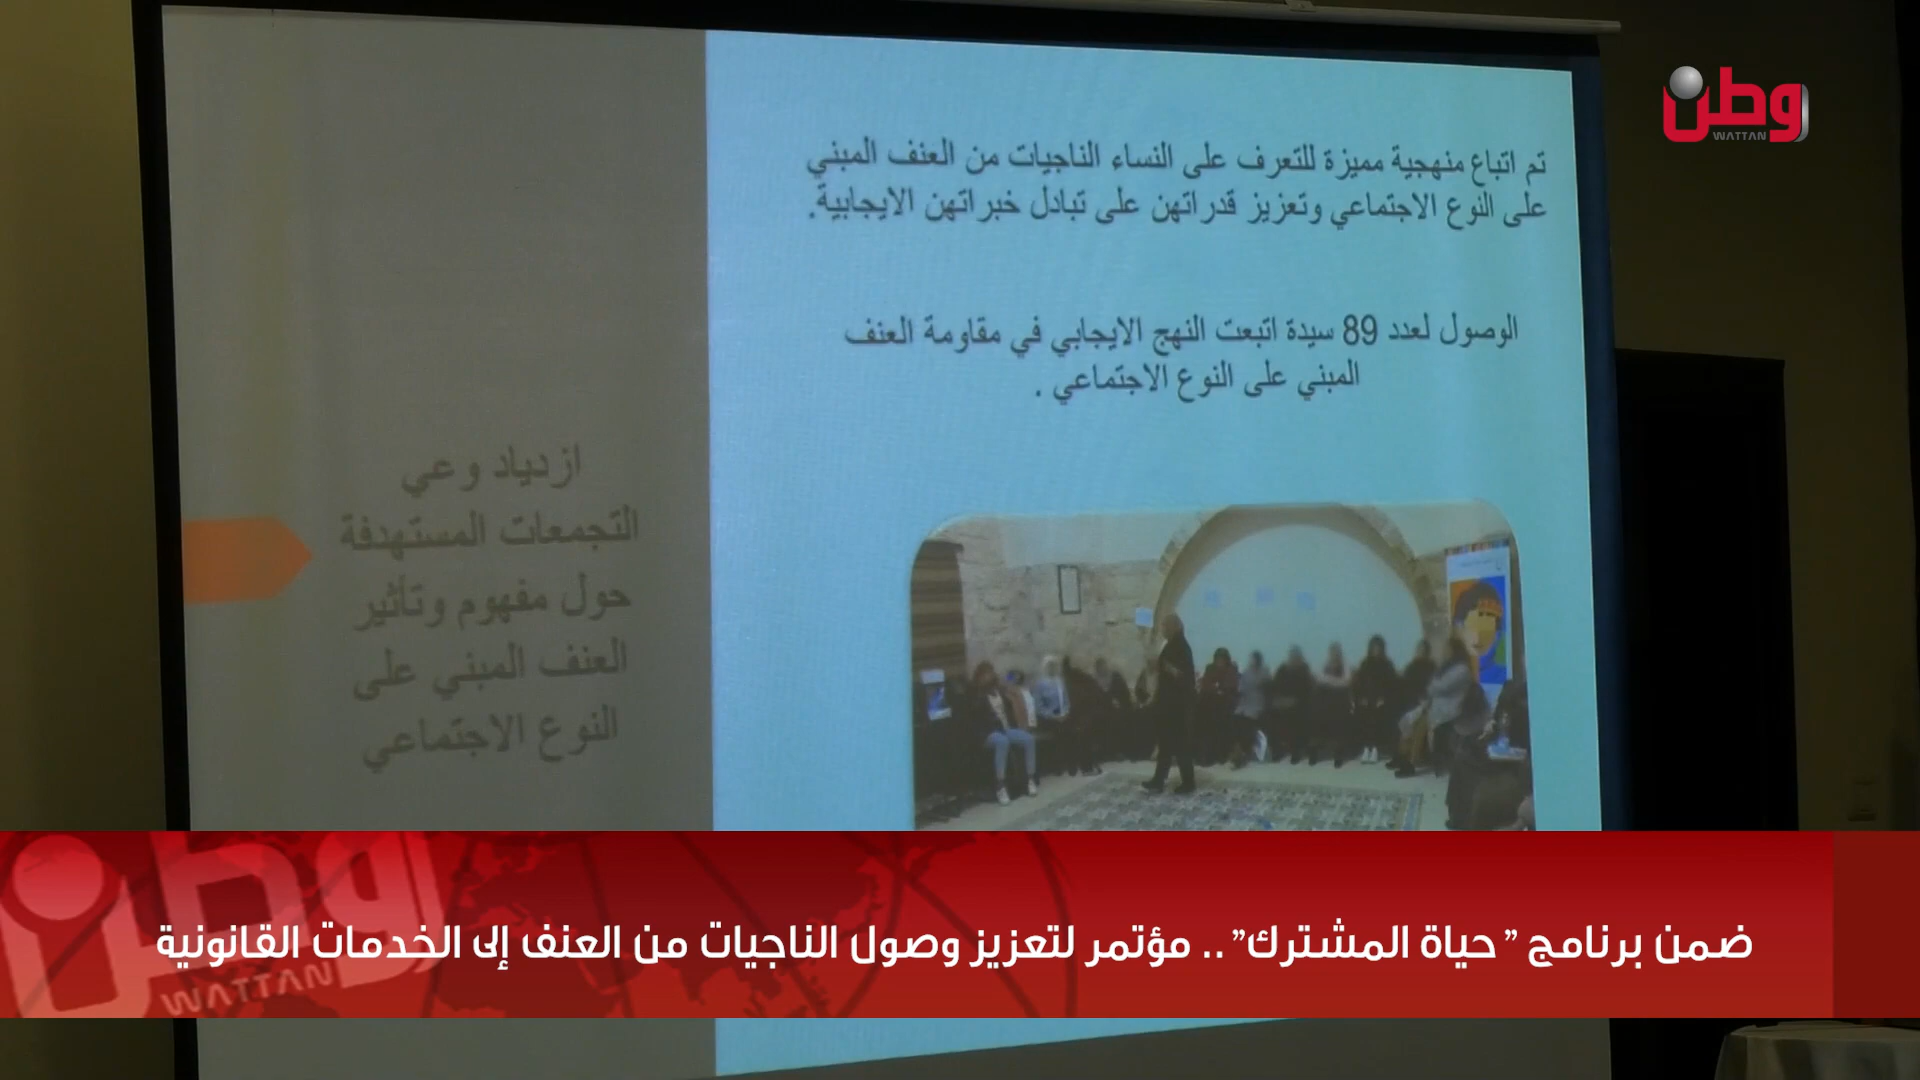 وطن
WATTAN
تم اتباع منهجية مميزة للتعرف على النساء الناجيات من العنف المبني
على النوع الاجتماعي وتعزيز قدراتهن على تبادل خبراتهن الايجابية.
الوصول لعدد 89 سيدة اتبعت النهج الايجابي في مقاومة العنف
المبني على النوع الاجتماعي .
ازدياد وعي
التجمعات المستهدفة
حول مفهوم وتأثير
العنف المبني على
النوع الاجتماعي
وطن
WATTAN
ضمن برنامج " حياة المشترك" .. مؤتمر لتعزيز وصول الناجيات من العنف إلى الخدمات القانونية